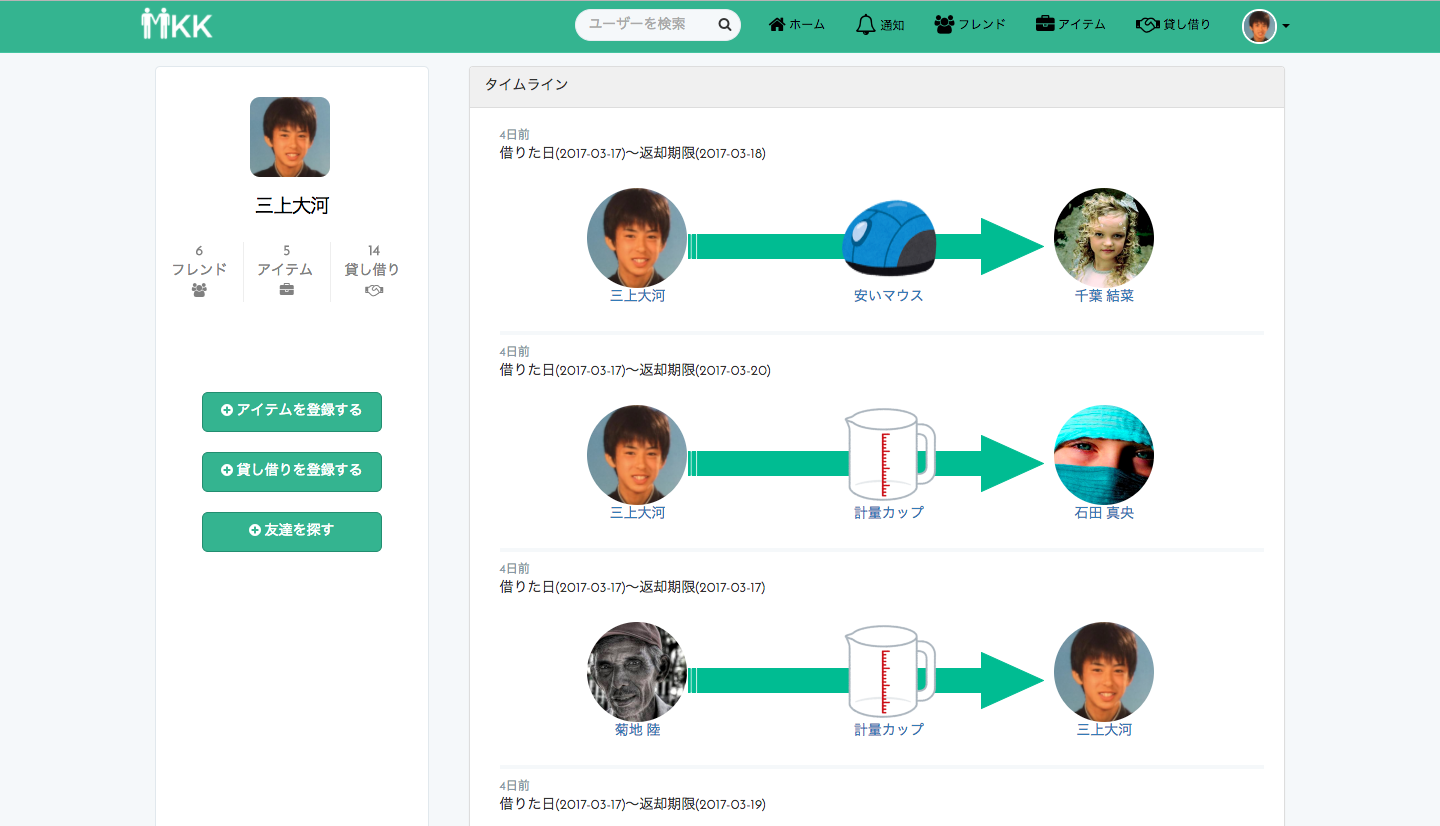 KK
ユーザーを検索
ホーム
通知
フレンド
アイテム
貸し借り
三上大河
6
フレンド
5
アイテム
14
貸し借り
アイテムを登録する
貸し借りを登録する
友達を探す
タイムライン
4日前
借りた日(2017-03-17)〜返却期限(2017-03-18)
三上大河
安いマウス
千葉 結菜
4日前
借りた日(2017-03-17)〜返却期限(2017-03-20)
三上大河
計量カップ
石田 真央
4日前
借りた日(2017-03-17)〜返却期限(2017-03-17)
菊地 陸
計量カップ
三上大河
4日前
借りた日(2017-03-17)〜返却期限(2017-03-19)